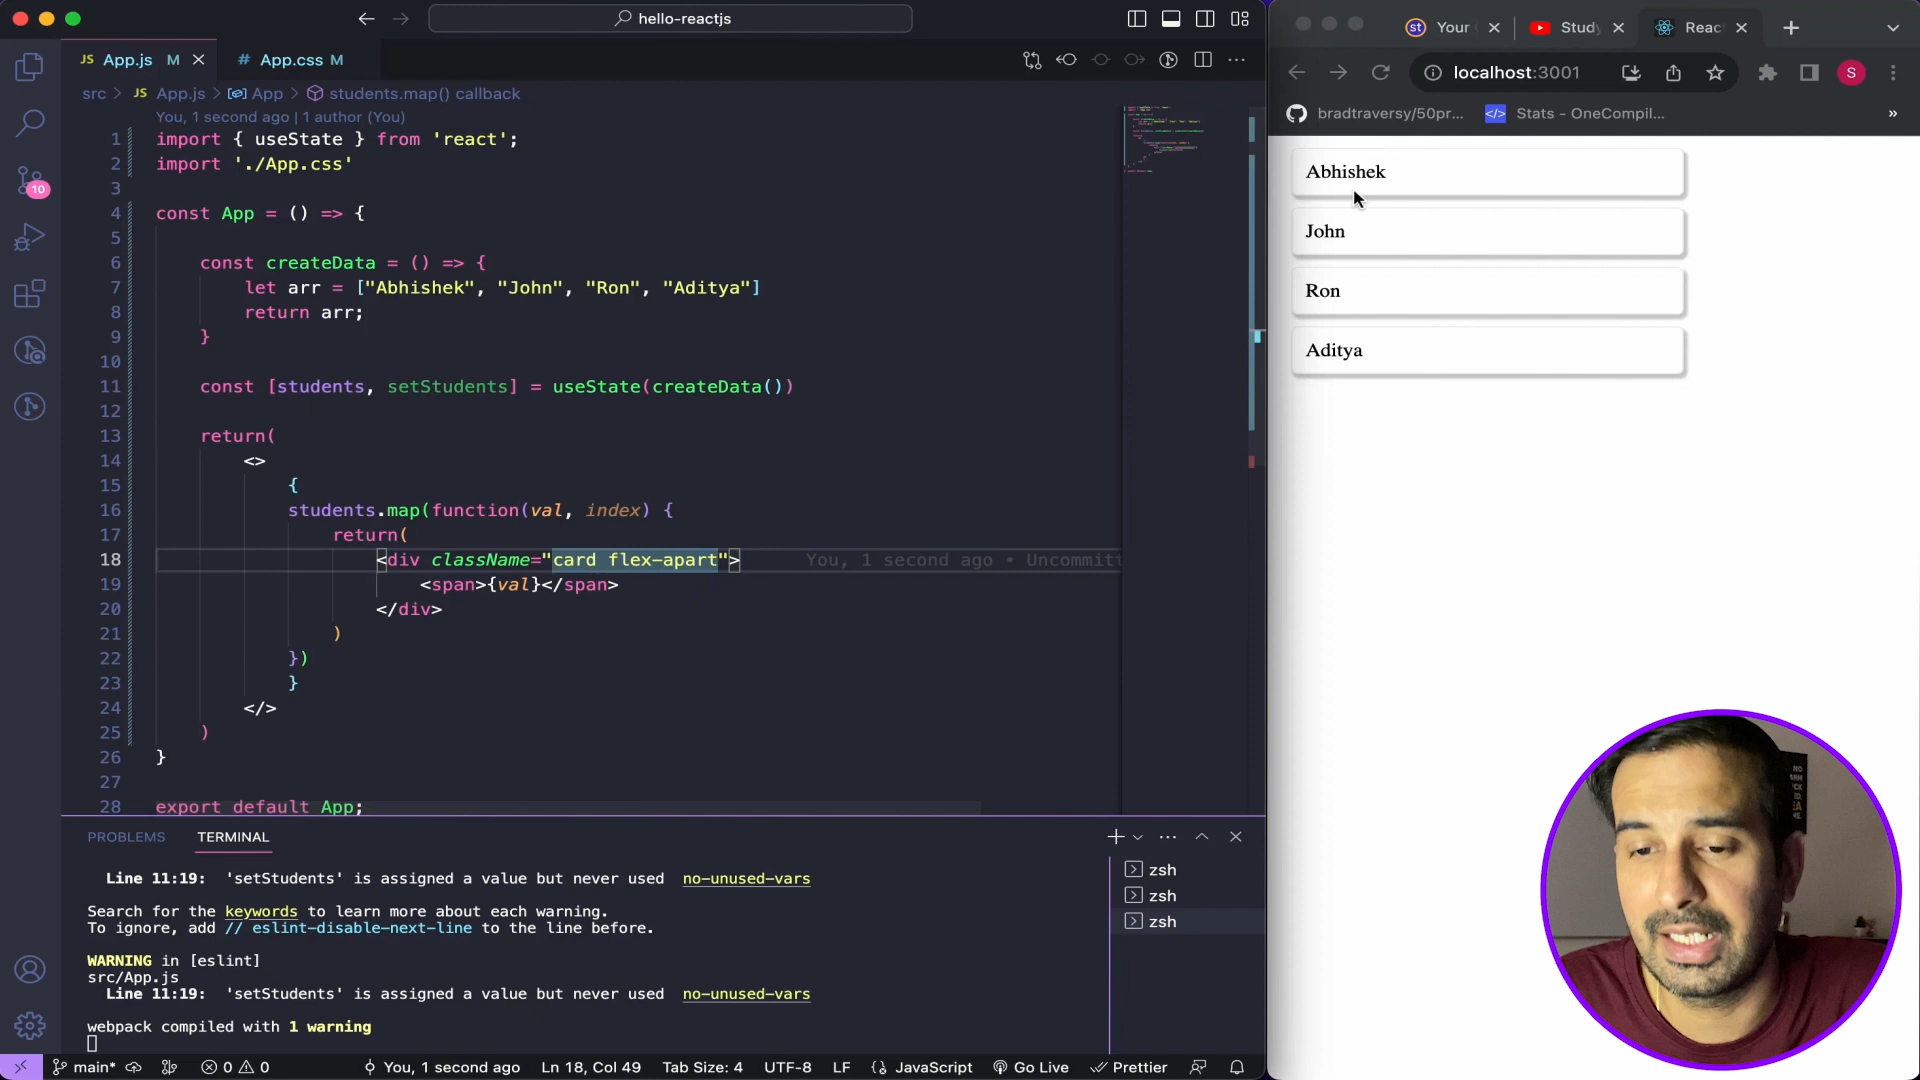 hello-reactjs
JS App.js M
# App.css M
src > JS App.js > App > students.map() callback
You, 1 second ago | 1 author (You)
1 import { useState } from 'react';
2 import './App.css'
3
4 const App = () => {
5
6 const createData = () => {
7 let arr = ["Abhishek", "John", "Ron", "Aditya"]
8 return arr;
9 }
10
11 const [students, setStudents] = useState(createData())
12
13 return(
14 <>
15 {
16 students.map(function(val, index) {
17 return(
18 <div className="card flex-apart"> You, 1 second ago • Uncommitt
19 <span>{val}</span>
20 </div>
21 )
22 })
23 }
24 </>
25 )
26 }
27
28 export default App;
10
PROBLEMS TERMINAL
Line 11:19: 'setStudents' is assigned a value but never used no-unused-vars
Search for the keywords to learn more about each warning.
To ignore, add // eslint-disable-next-line to the line before.
WARNING in [eslint]
src/App.js
Line 11:19: 'setStudents' is assigned a value but never used no-unused-vars
webpack compiled with 1 warning
zsh
zsh
zsh
main* 0 0 You, 1 second ago Ln 18, Col 49 Tab Size: 4 UTF-8 LF JavaScript Go Live Prettier
st Your Study Reac
localhost:3001 S
bradtraversy/50pr... </> Stats - OneCompil... »
Abhishek
John
Ron
Aditya